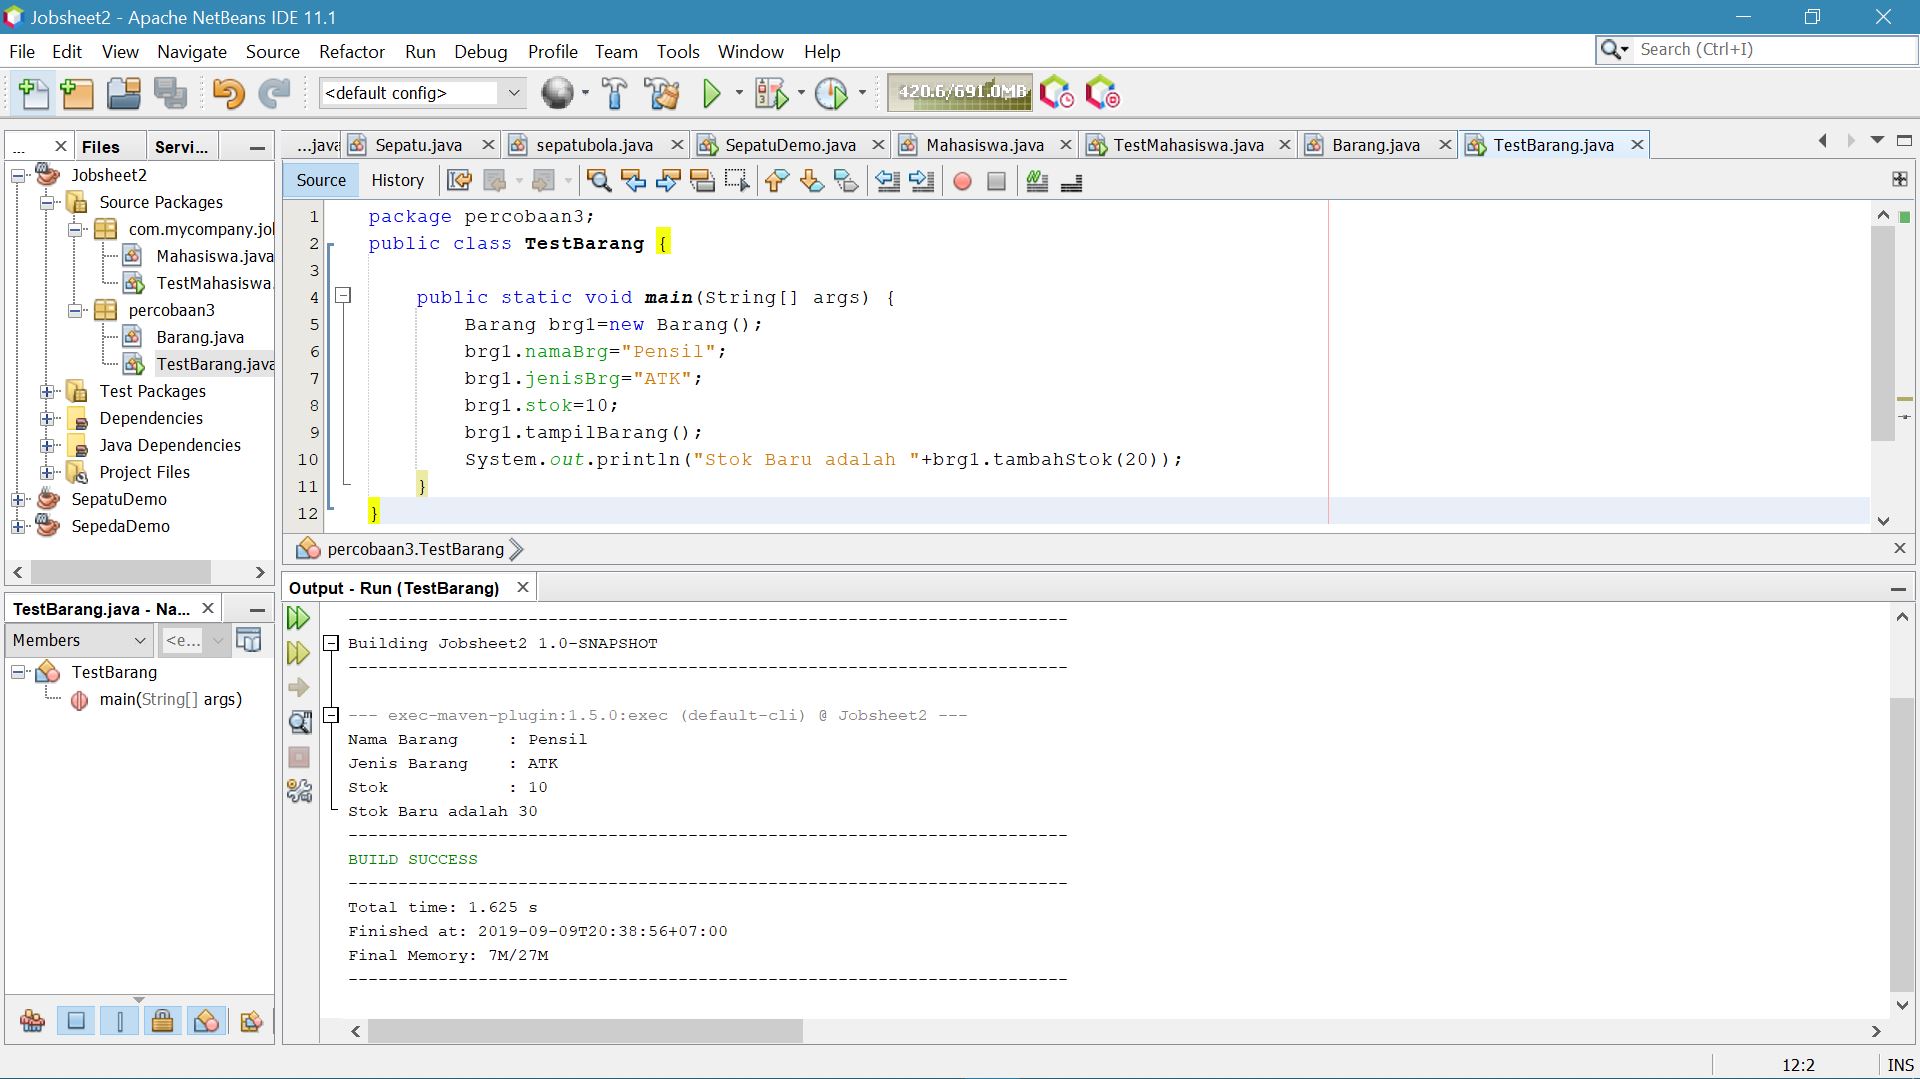 Jobsheet2 - Apache NetBeans IDE 11.1
File Edit View Navigate Source Refactor Run Debug Profile Team Tools Window Help
Search (Ctrl+I)
<default config>
420.6/691.0MB
...
Files
Servi...
...java
Sepatu.java
sepatubola.java
SepatuDemo.java
Mahasiswa.java
TestMahasiswa.java
Barang.java
TestBarang.java
Jobsheet2
Source Packages
com.mycompany.jo
Mahasiswa.java
TestMahasiswa.
percobaan3
Barang.java
TestBarang.java
Test Packages
Dependencies
Java Dependencies
Project Files
SepatuDemo
SepedaDemo
Source History
1 package percobaan3;
2 public class TestBarang {
3
4 public static void main(String[] args) {
5 Barang brg1=new Barang();
6 brg1.namaBrg="Pensil";
7 brg1.jenisBrg="ATK";
8 brg1.stok=10;
9 brg1.tampilBarang();
10 System.out.println("Stok Baru adalah "+brg1.tambahStok(20));
11 }
12 }
percobaan3.TestBarang
TestBarang.java - Na...
Members
<e...
TestBarang
main(String[] args)
Output - Run (TestBarang)
------------------------------------------------------------------------
Building Jobsheet2 1.0-SNAPSHOT
------------------------------------------------------------------------
--- exec-maven-plugin:1.5.0:exec (default-cli) @ Jobsheet2 ---
Nama Barang     : Pensil
Jenis Barang    : ATK
Stok            : 10
Stok Baru adalah 30
------------------------------------------------------------------------
BUILD SUCCESS
------------------------------------------------------------------------
Total time: 1.625 s
Finished at: 2019-09-09T20:38:56+07:00
Final Memory: 7M/27M
------------------------------------------------------------------------
12:2
INS